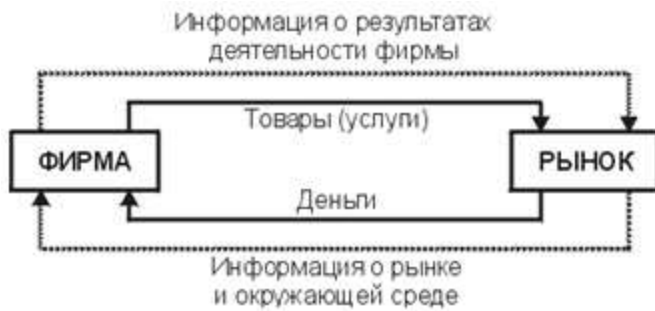 Информация о результатах
деятельности фирмы
Товары (услуги)
ФИРМА
РЫНОК
Деньги
Информация о рынке
и окружающей среде